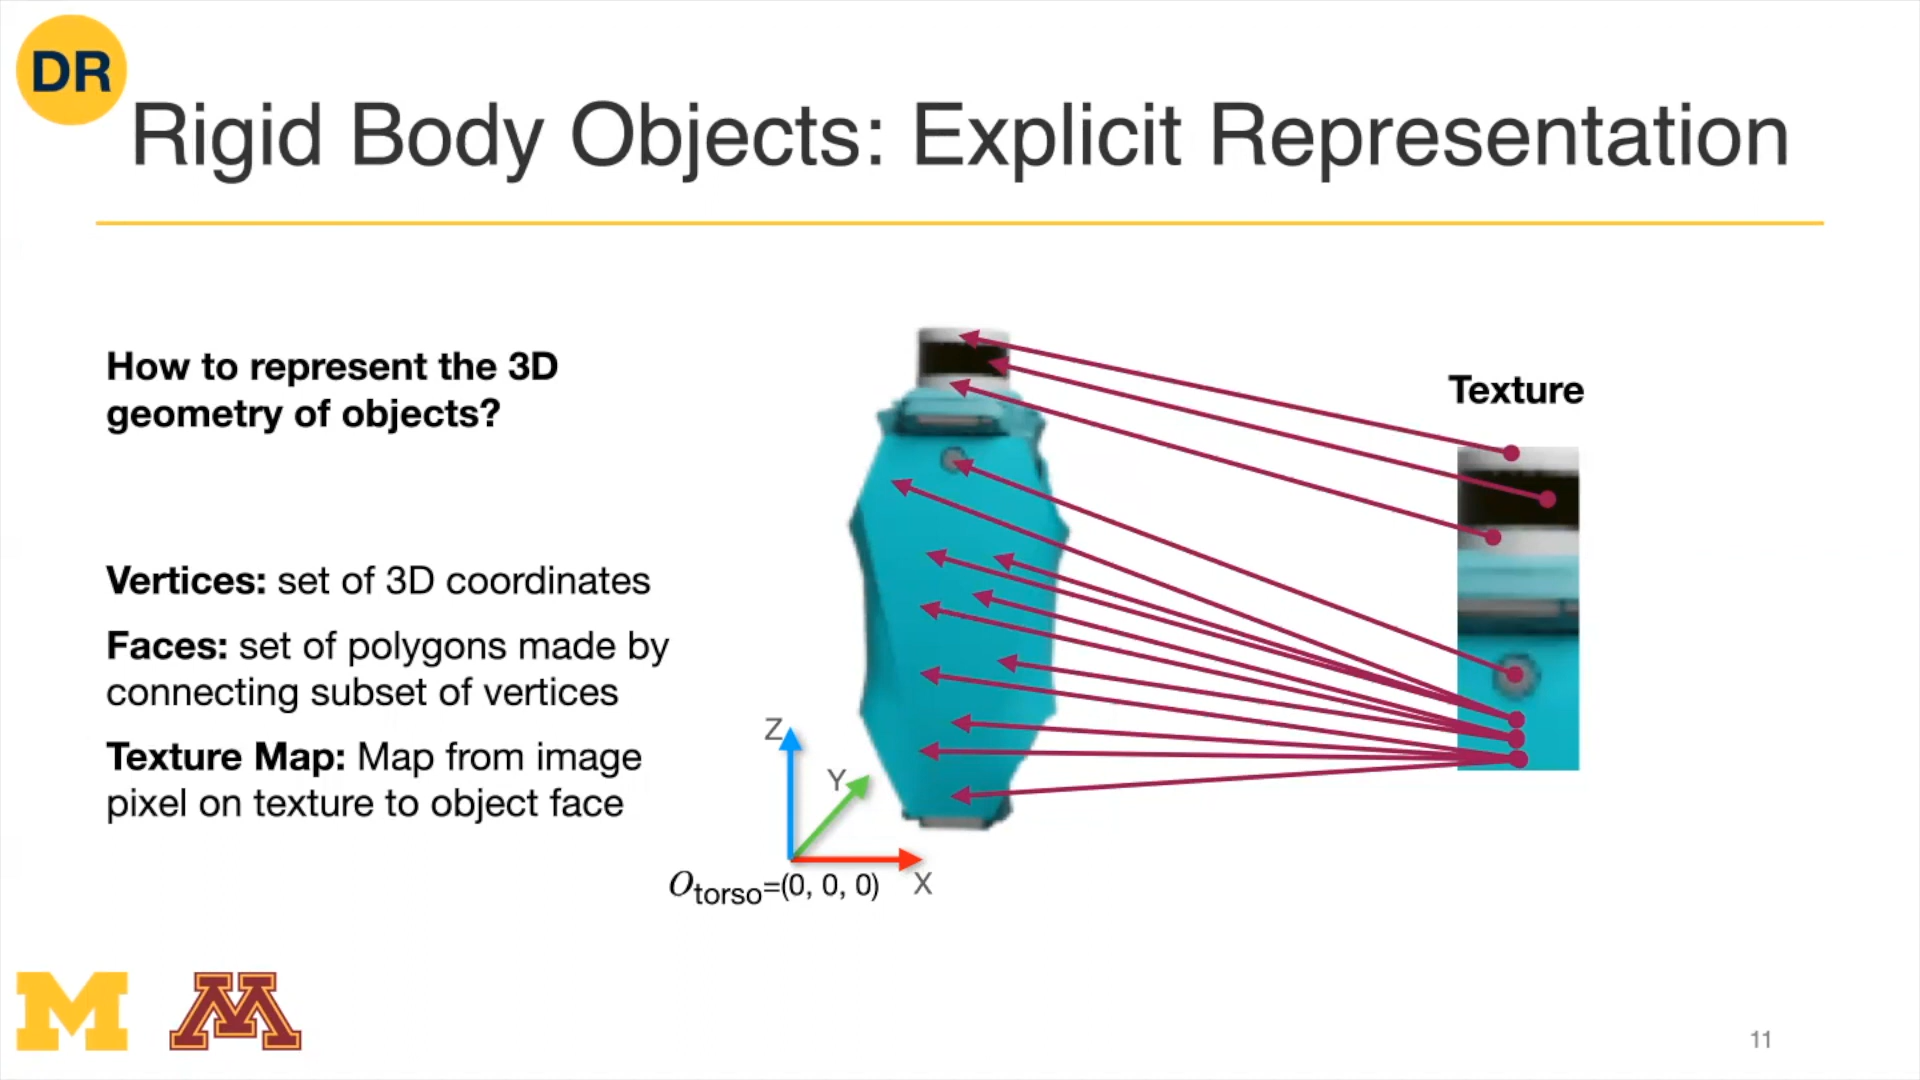 DR
Rigid Body Objects: Explicit Representation
How to represent the 3D
geometry of objects?
Texture
Vertices: set of 3D coordinates
Faces: set of polygons made by
connecting subset of vertices
Texture Map: Map from image
pixel on texture to object face
Z
Y
X
Otorso=(0, 0, 0)
M
M
11